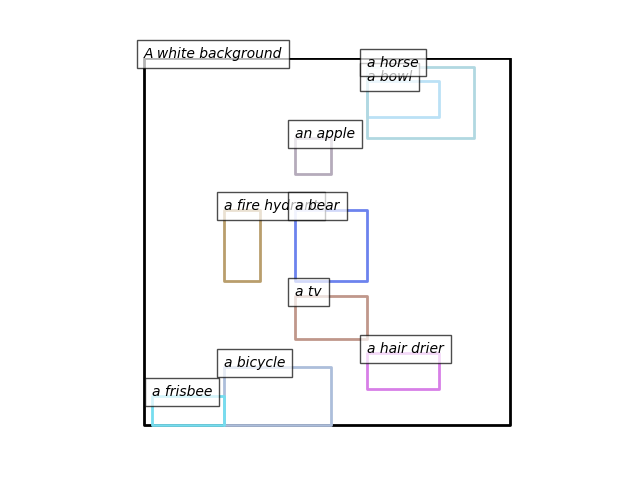 A white background
a horse
a bowl
an apple
a fire hydrant
a bear
a tv
a hair drier
a bicycle
a frisbee